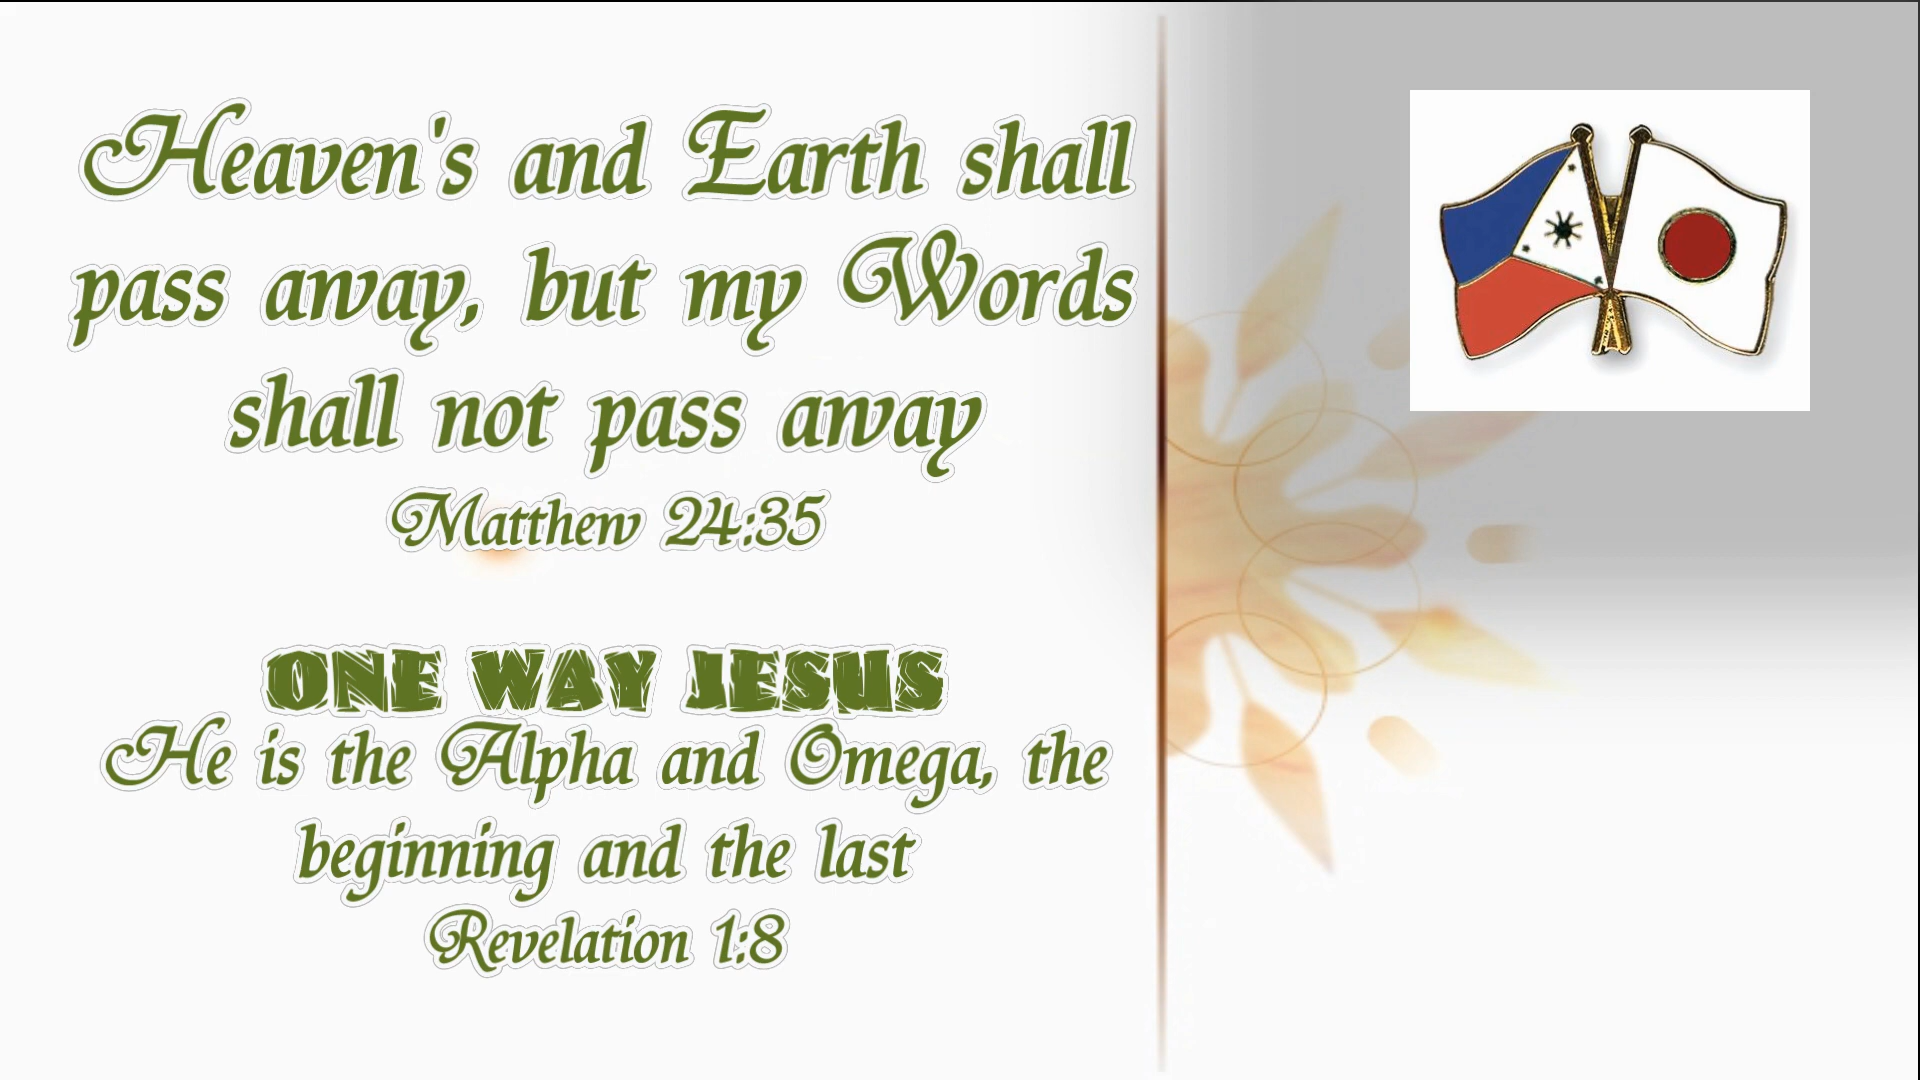 Heaven's and Earth shall
pass away, but my Words
shall not pass away
Matthew 24:35
ONE WAY JESUS
He is the Alpha and Omega, the
beginning and the last
Revelation 1:8